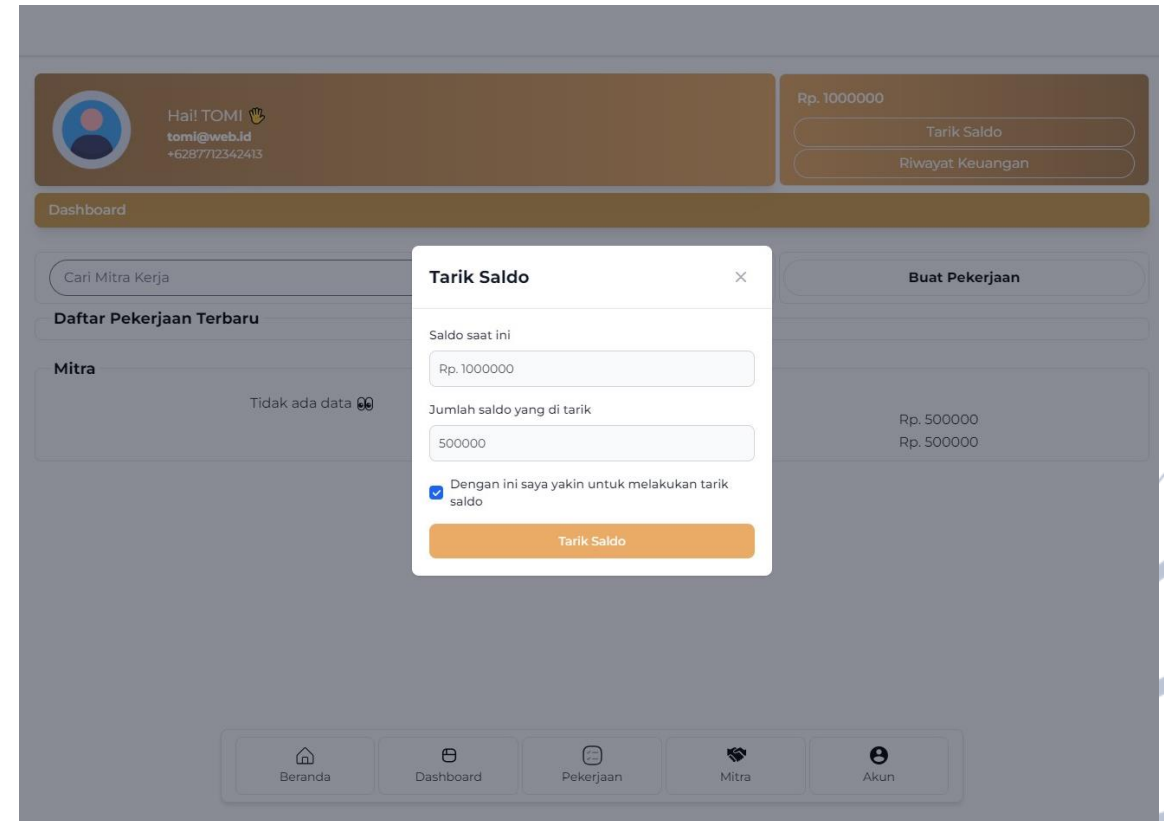 Hai! TOMI 🖐
tomi@web.id
+6287712342413
Rp. 1000000
Tarik Saldo
Riwayat Keuangan
Dashboard
Cari Mitra Kerja
Buat Pekerjaan
Daftar Pekerjaan Terbaru
Mitra
Tidak ada data 👀
Rp. 500000
Rp. 500000
Tarik Saldo
Saldo saat ini
Rp. 1000000
Jumlah saldo yang di tarik
500000
Dengan ini saya yakin untuk melakukan tarik
saldo
Tarik Saldo
Beranda
Dashboard
Pekerjaan
Mitra
Akun